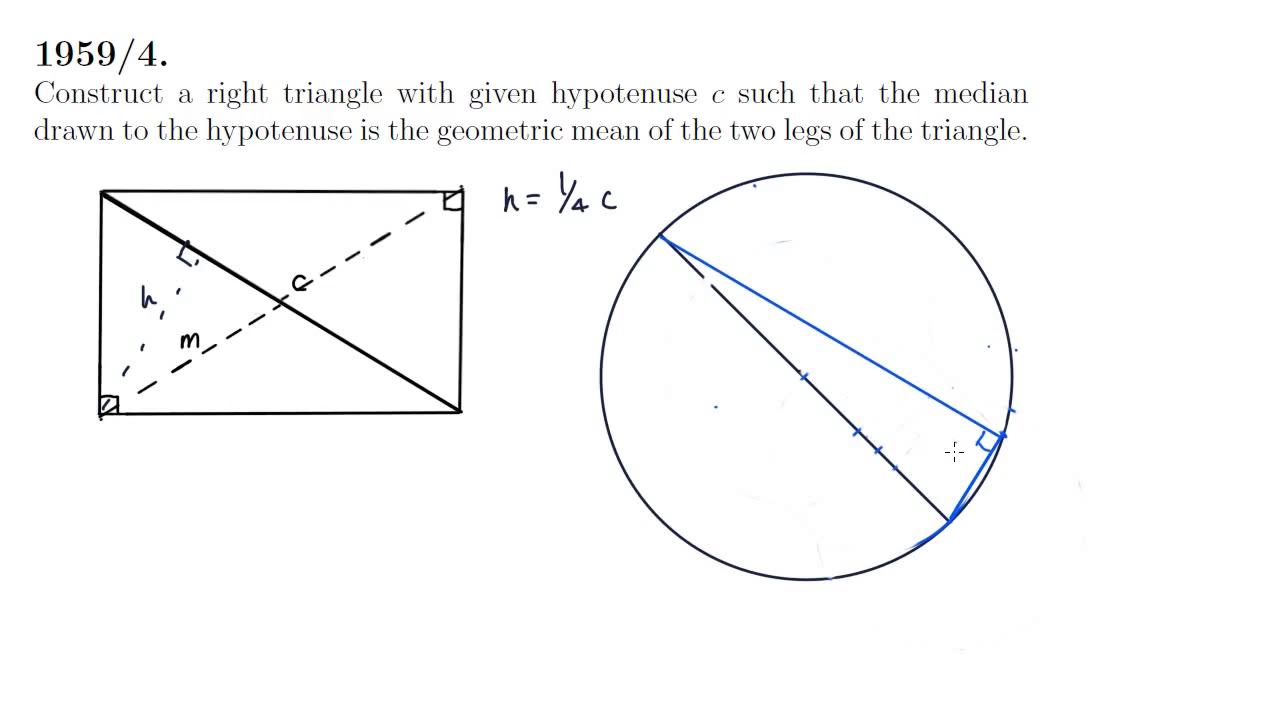 1959/4.
Construct a right triangle with given hypotenuse c such that the median
drawn to the hypotenuse is the geometric mean of the two legs of the triangle.
h = 1/4 c
c
h
m